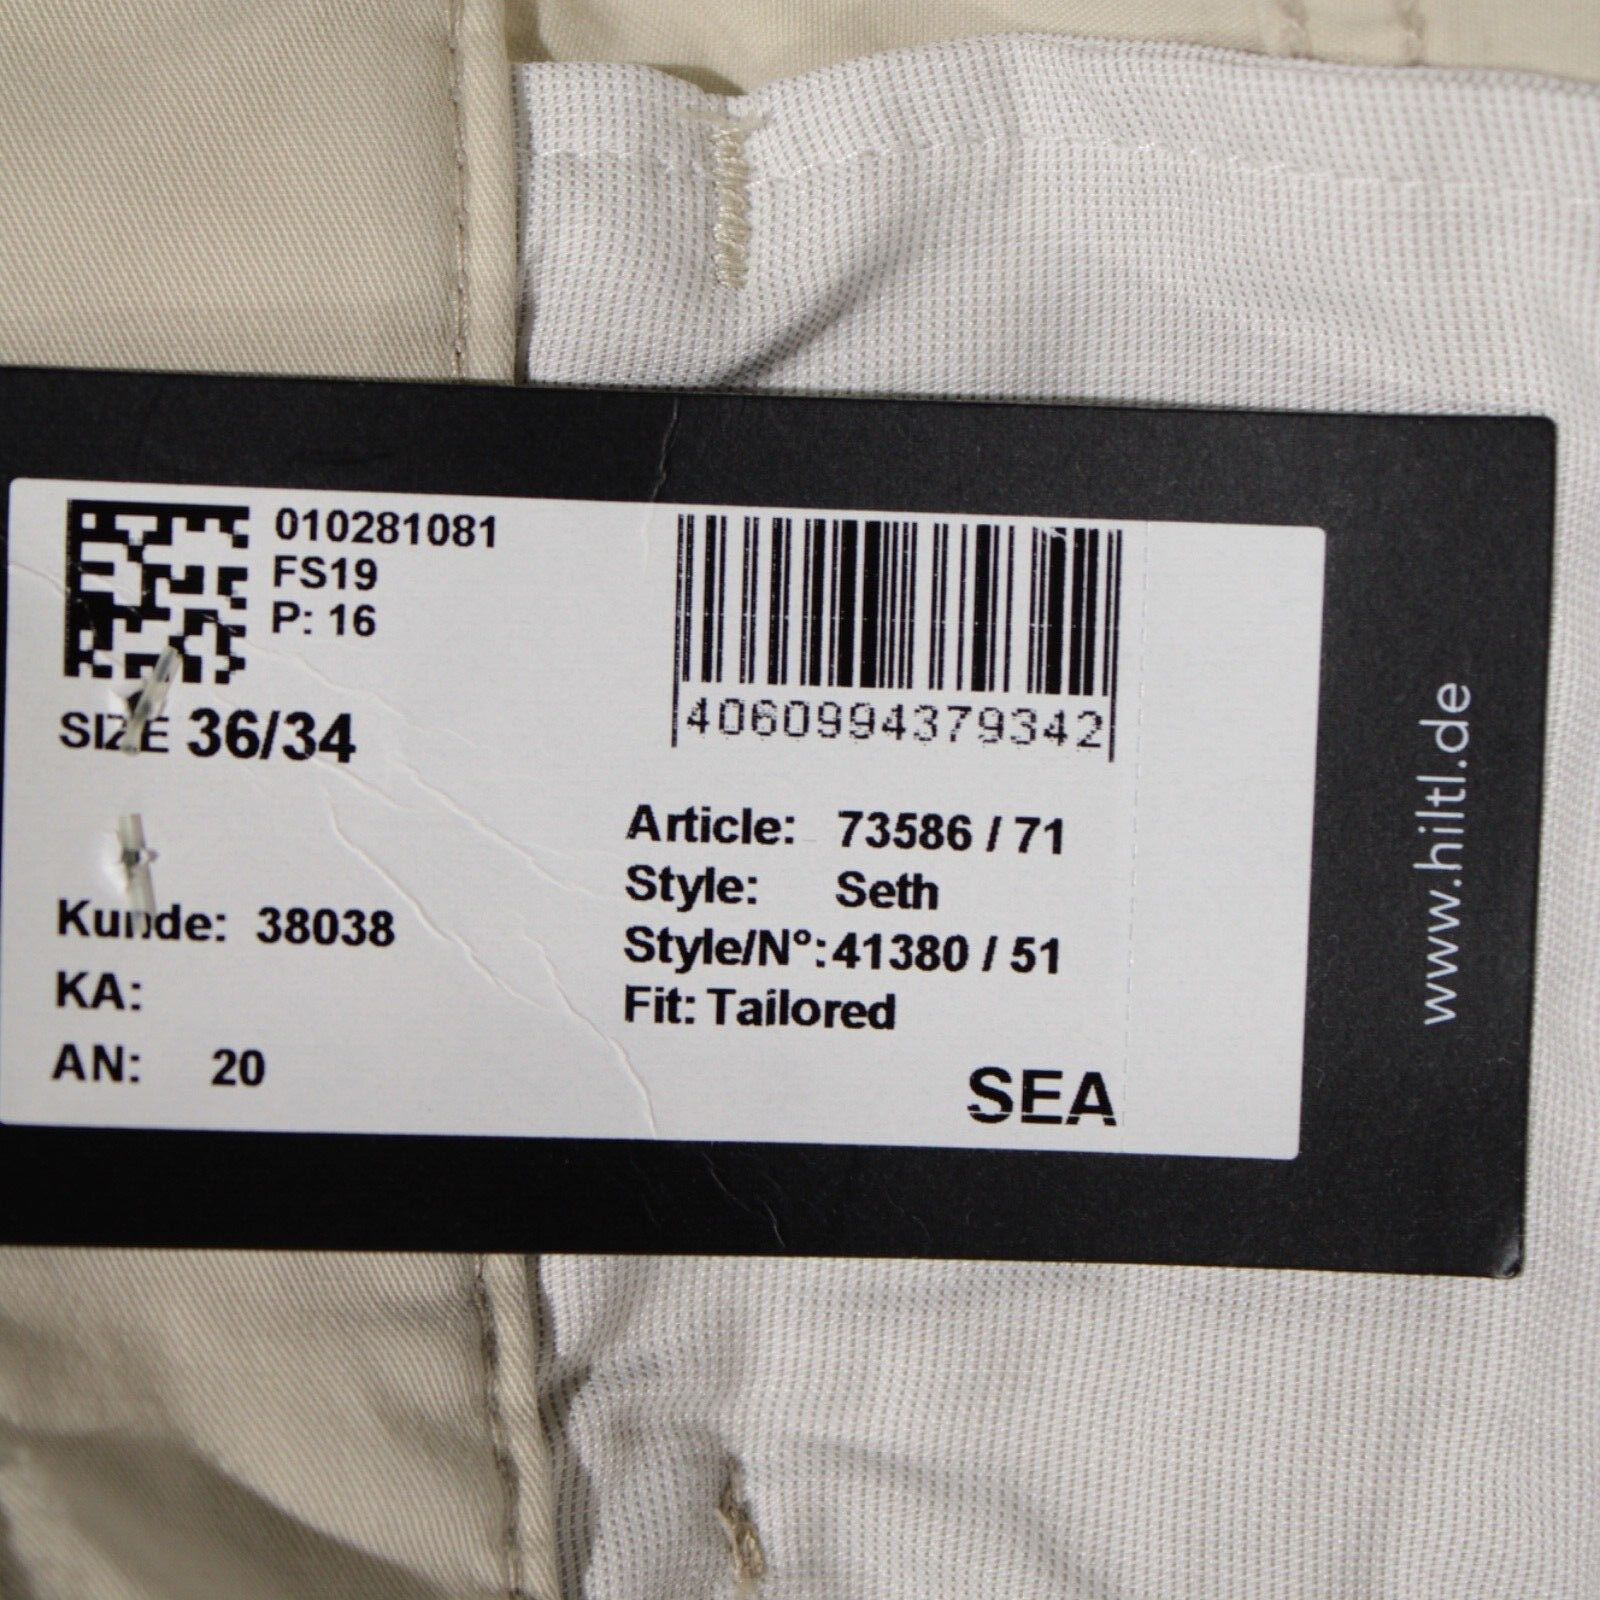 010281081
FS19
P: 16
SIZE 36/34
4060994379342
Article: 73586 / 71
Style: Seth
Style/N°: 41380 / 51
Fit: Tailored
Kunde: 38038
KA:
AN: 20
SEA
www.hiltl.de